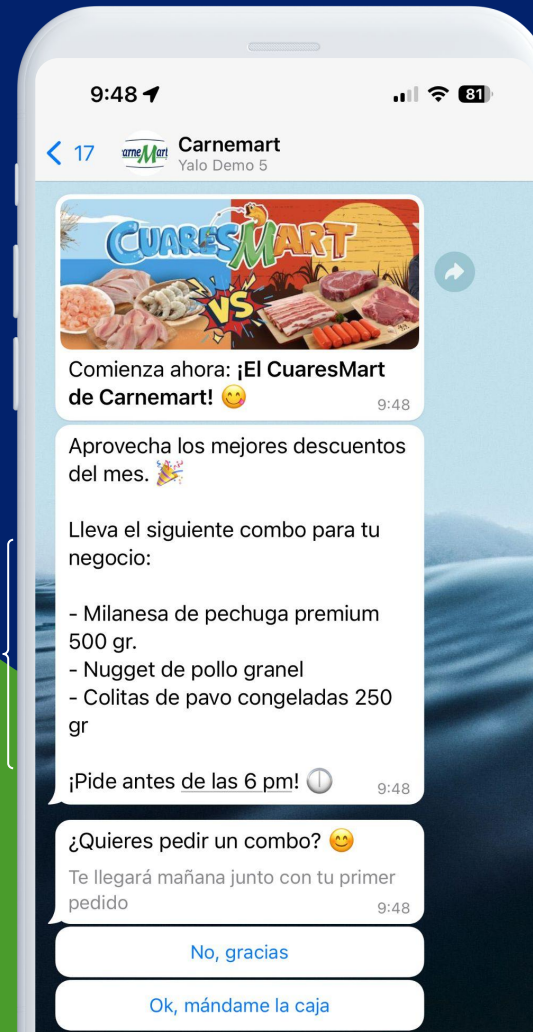 9:48
81
17
Carnemart
Yalo Demo 5
carneMart
CUARESMART
VS
Comienza ahora: ¡El CuaresMart
de Carnemart! 😋
9:48
Aprovecha los mejores descuentos
del mes. 🎉
Lleva el siguiente combo para tu
negocio:
- Milanesa de pechuga premium
500 gr.
- Nugget de pollo granel
- Colitas de pavo congeladas 250
gr
¡Pide antes de las 6 pm! 🕕
9:48
¿Quieres pedir un combo? 😊
Te llegará mañana junto con tu primer
pedido
9:48
No, gracias
Ok, mándame la caja